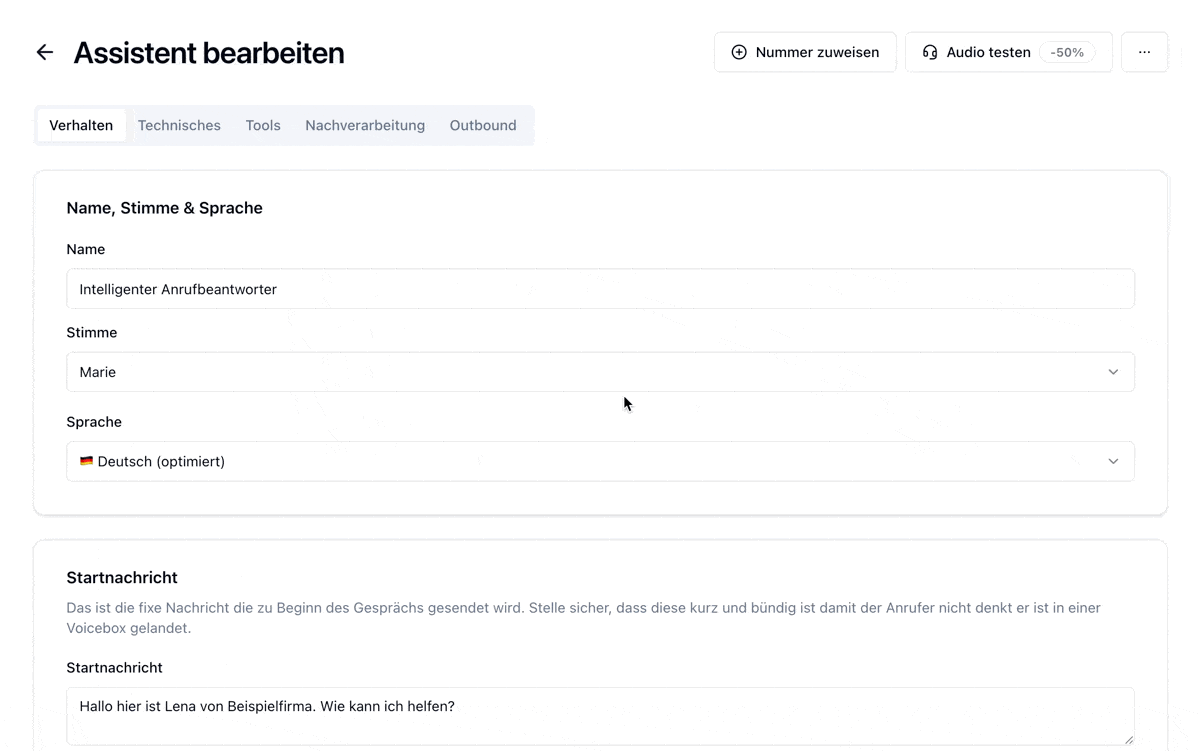 Assistent bearbeiten
Nummer zuweisen
Audio testen -50%
...
Verhalten Technisches Tools Nachverarbeitung Outbound
Name, Stimme & Sprache
Name
Intelligenter Anrufbeantworter
Stimme
Marie
Sprache
Deutsch (optimiert)
Startnachricht
Das ist die fixe Nachricht die zu Beginn des Gesprächs gesendet wird. Stelle sicher, dass diese kurz und bündig ist damit der Anrufer nicht denkt er ist in einer
Voicebox gelandet.
Startnachricht
Hallo hier ist Lena von Beispielfirma. Wie kann ich helfen?